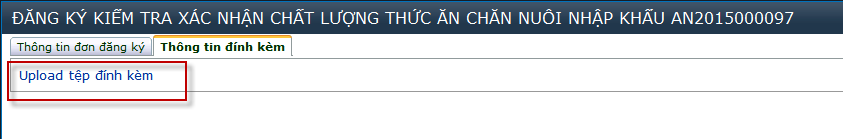 ĐĂNG KÝ KIỂM TRA XÁC NHẬN CHẤT LƯỢNG THỨC ĂN CHĂN NUÔI NHẬP KHẨU AN2015000097
Thông tin đơn đăng ký Thông tin đính kèm
Upload tệp đính kèm